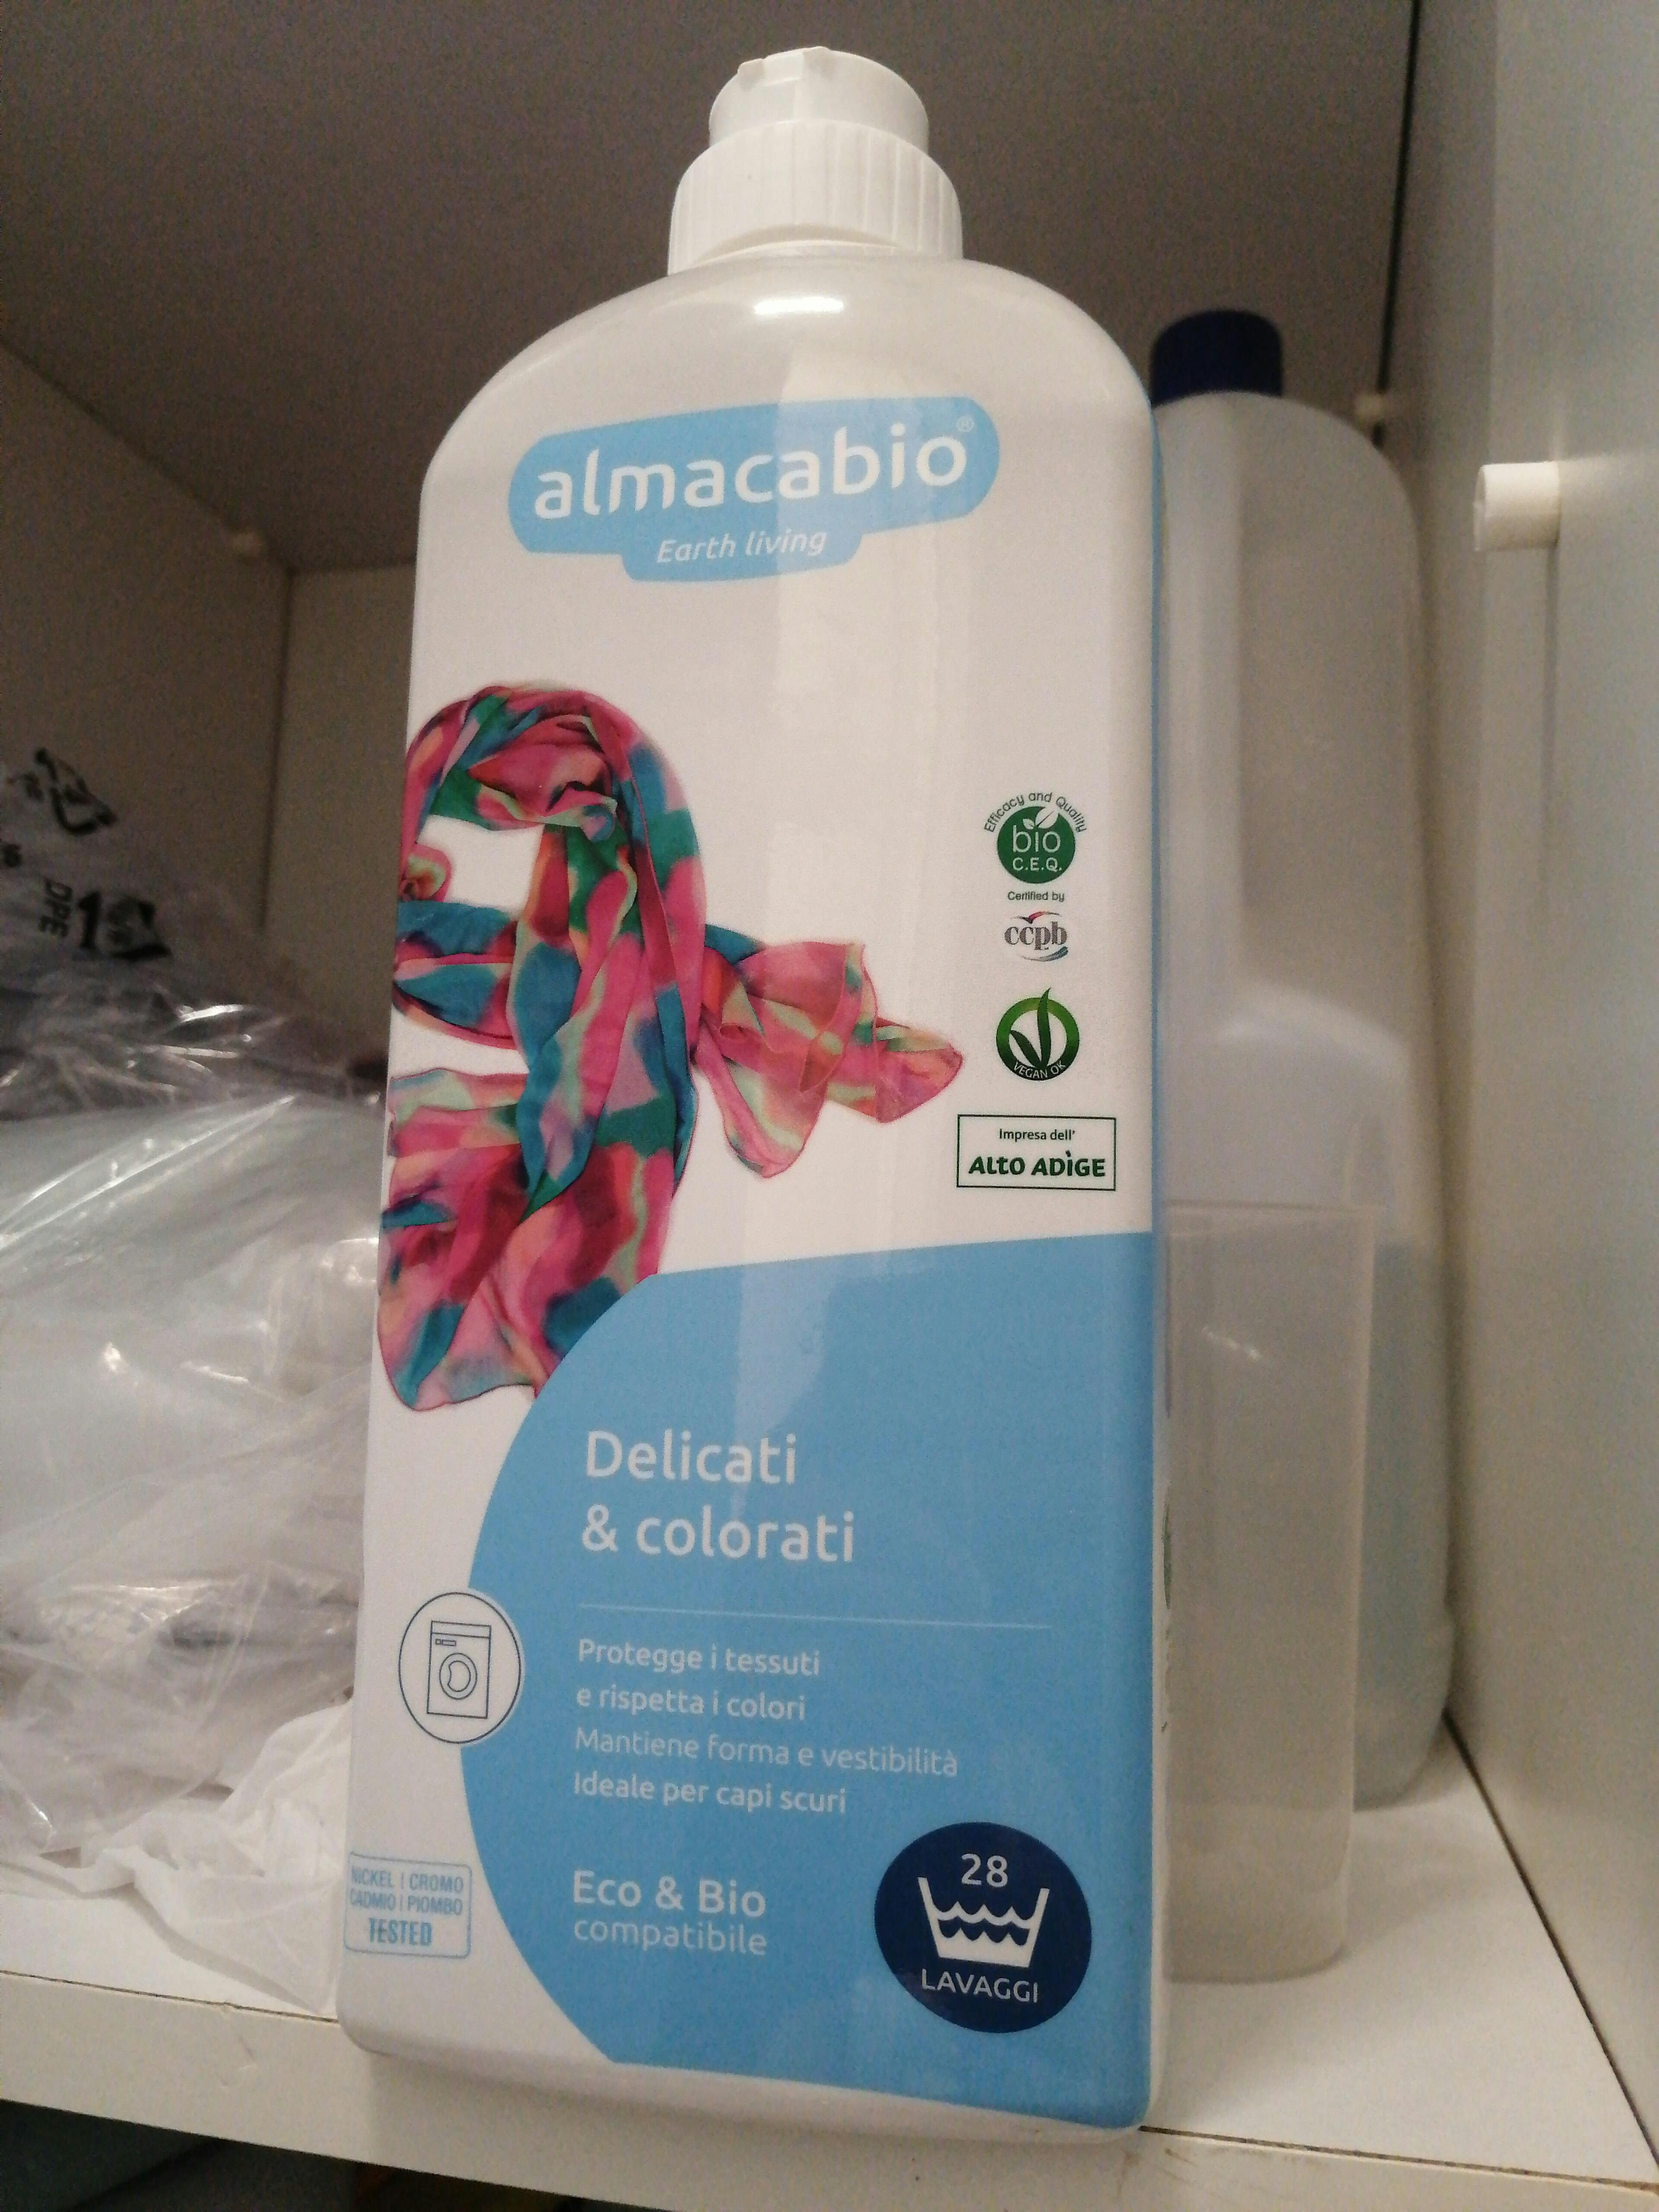 almacabio®
Earth living
Efficacy and Quality
bio
C.E.Q.
Certified by
ccpb
VEGAN OK
Impresa dell'
ALTO ADÌGE
Delicati
& colorati
Protegge i tessuti
e rispetta i colori
Mantiene forma e vestibilità
Ideale per capi scuri
Eco & Bio
compatibile
28
LAVAGGI
NICKEL | CROMO
CADMIO | PIOMBO
TESTED